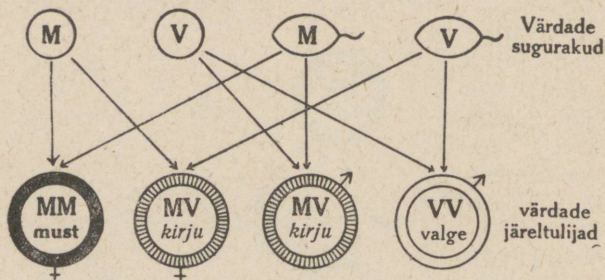 M V M V
Värdade
sugurakud
MM MV MV VV
must kirju kirju valge
värdade
järeltulijad